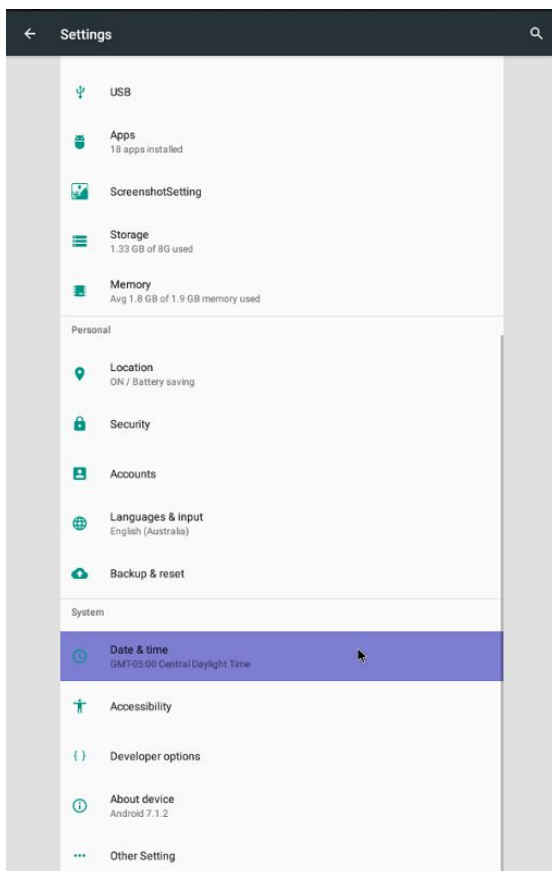 Settings
USB
Apps
18 apps installed
ScreenshotSetting
Storage
1.33 GB of 8G used
Memory
Avg 1.8 GB of 1.9 GB memory used
Personal
Location
ON / Battery saving
Security
Accounts
Languages & input
English (Australia)
Backup & reset
System
Date & time
GMT-05:00 Central Daylight Time
Accessibility
Developer options
About device
Android 7.1.2
Other Setting